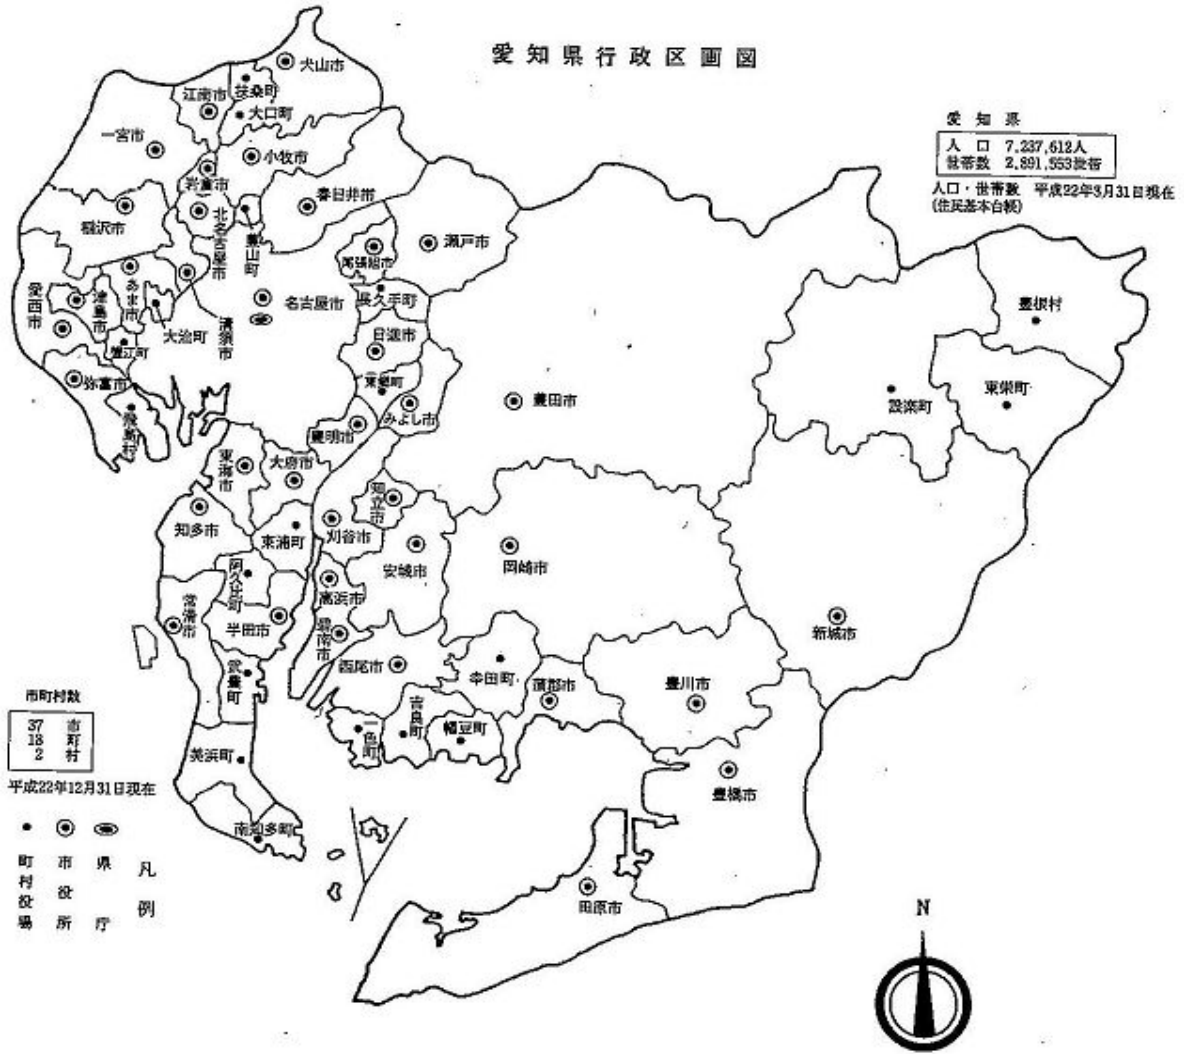 愛知県行政区画図
愛知県
人口 7,237,612人
世帯数 2,891,553世帯
人口・世帯数 平成22年3月31日現在
(住民基本台帳)
犬山市
扶桑町
江南市
大口町
一宮市
小牧市
岩倉市
春日井市
稲沢市
北名古屋市
豊山町
瀬戸市
尾張旭市
愛西市
津島市
あま市
大治町
清須市
名古屋市
長久手町
日進市
蟹江町
弥富市
飛島村
東郷町
みよし市
豊明市
豊田市
豊根村
東栄町
設楽町
東海市
大府市
知多市
東浦町
刈谷市
知立市
安城市
岡崎市
阿久比町
高浜市
常滑市
半田市
碧南市
新城市
西尾市
幸田町
蒲郡市
豊川市
武豊町
吉良町
一色町
幡豆町
美浜町
豊橋市
南知多町
田原市
市町村数
37 市
18 町
2 村
平成22年12月31日現在
凡例
県庁
市役所
町村役場
N